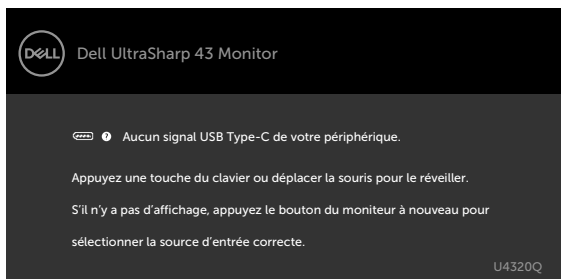 DELL
Dell UltraSharp 43 Monitor
Aucun signal USB Type-C de votre périphérique.
Appuyez une touche du clavier ou déplacer la souris pour le réveiller.
S'il n'y a pas d'affichage, appuyez le bouton du moniteur à nouveau pour
sélectionner la source d'entrée correcte.
U4320Q